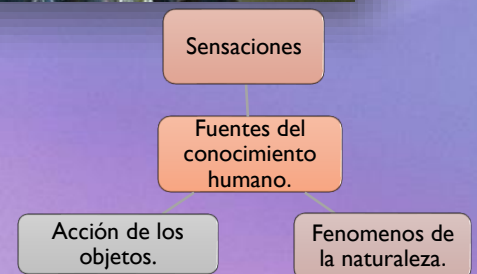 Sensaciones
Fuentes del
conocimiento
humano.
Acción de los
objetos.
Fenomenos de
la naturaleza.